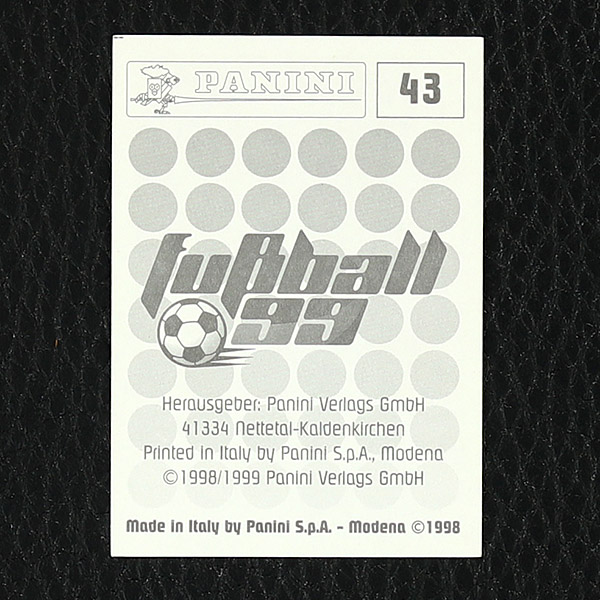 PANINI
43
fußball
99
Herausgeber: Panini Verlags GmbH
41334 Nettetal-Kaldenkirchen
Printed in Italy by Panini S.p.A., Modena
©1998/1999 Panini Verlags GmbH
Made in Italy by Panini S.p.A. - Modena ©1998